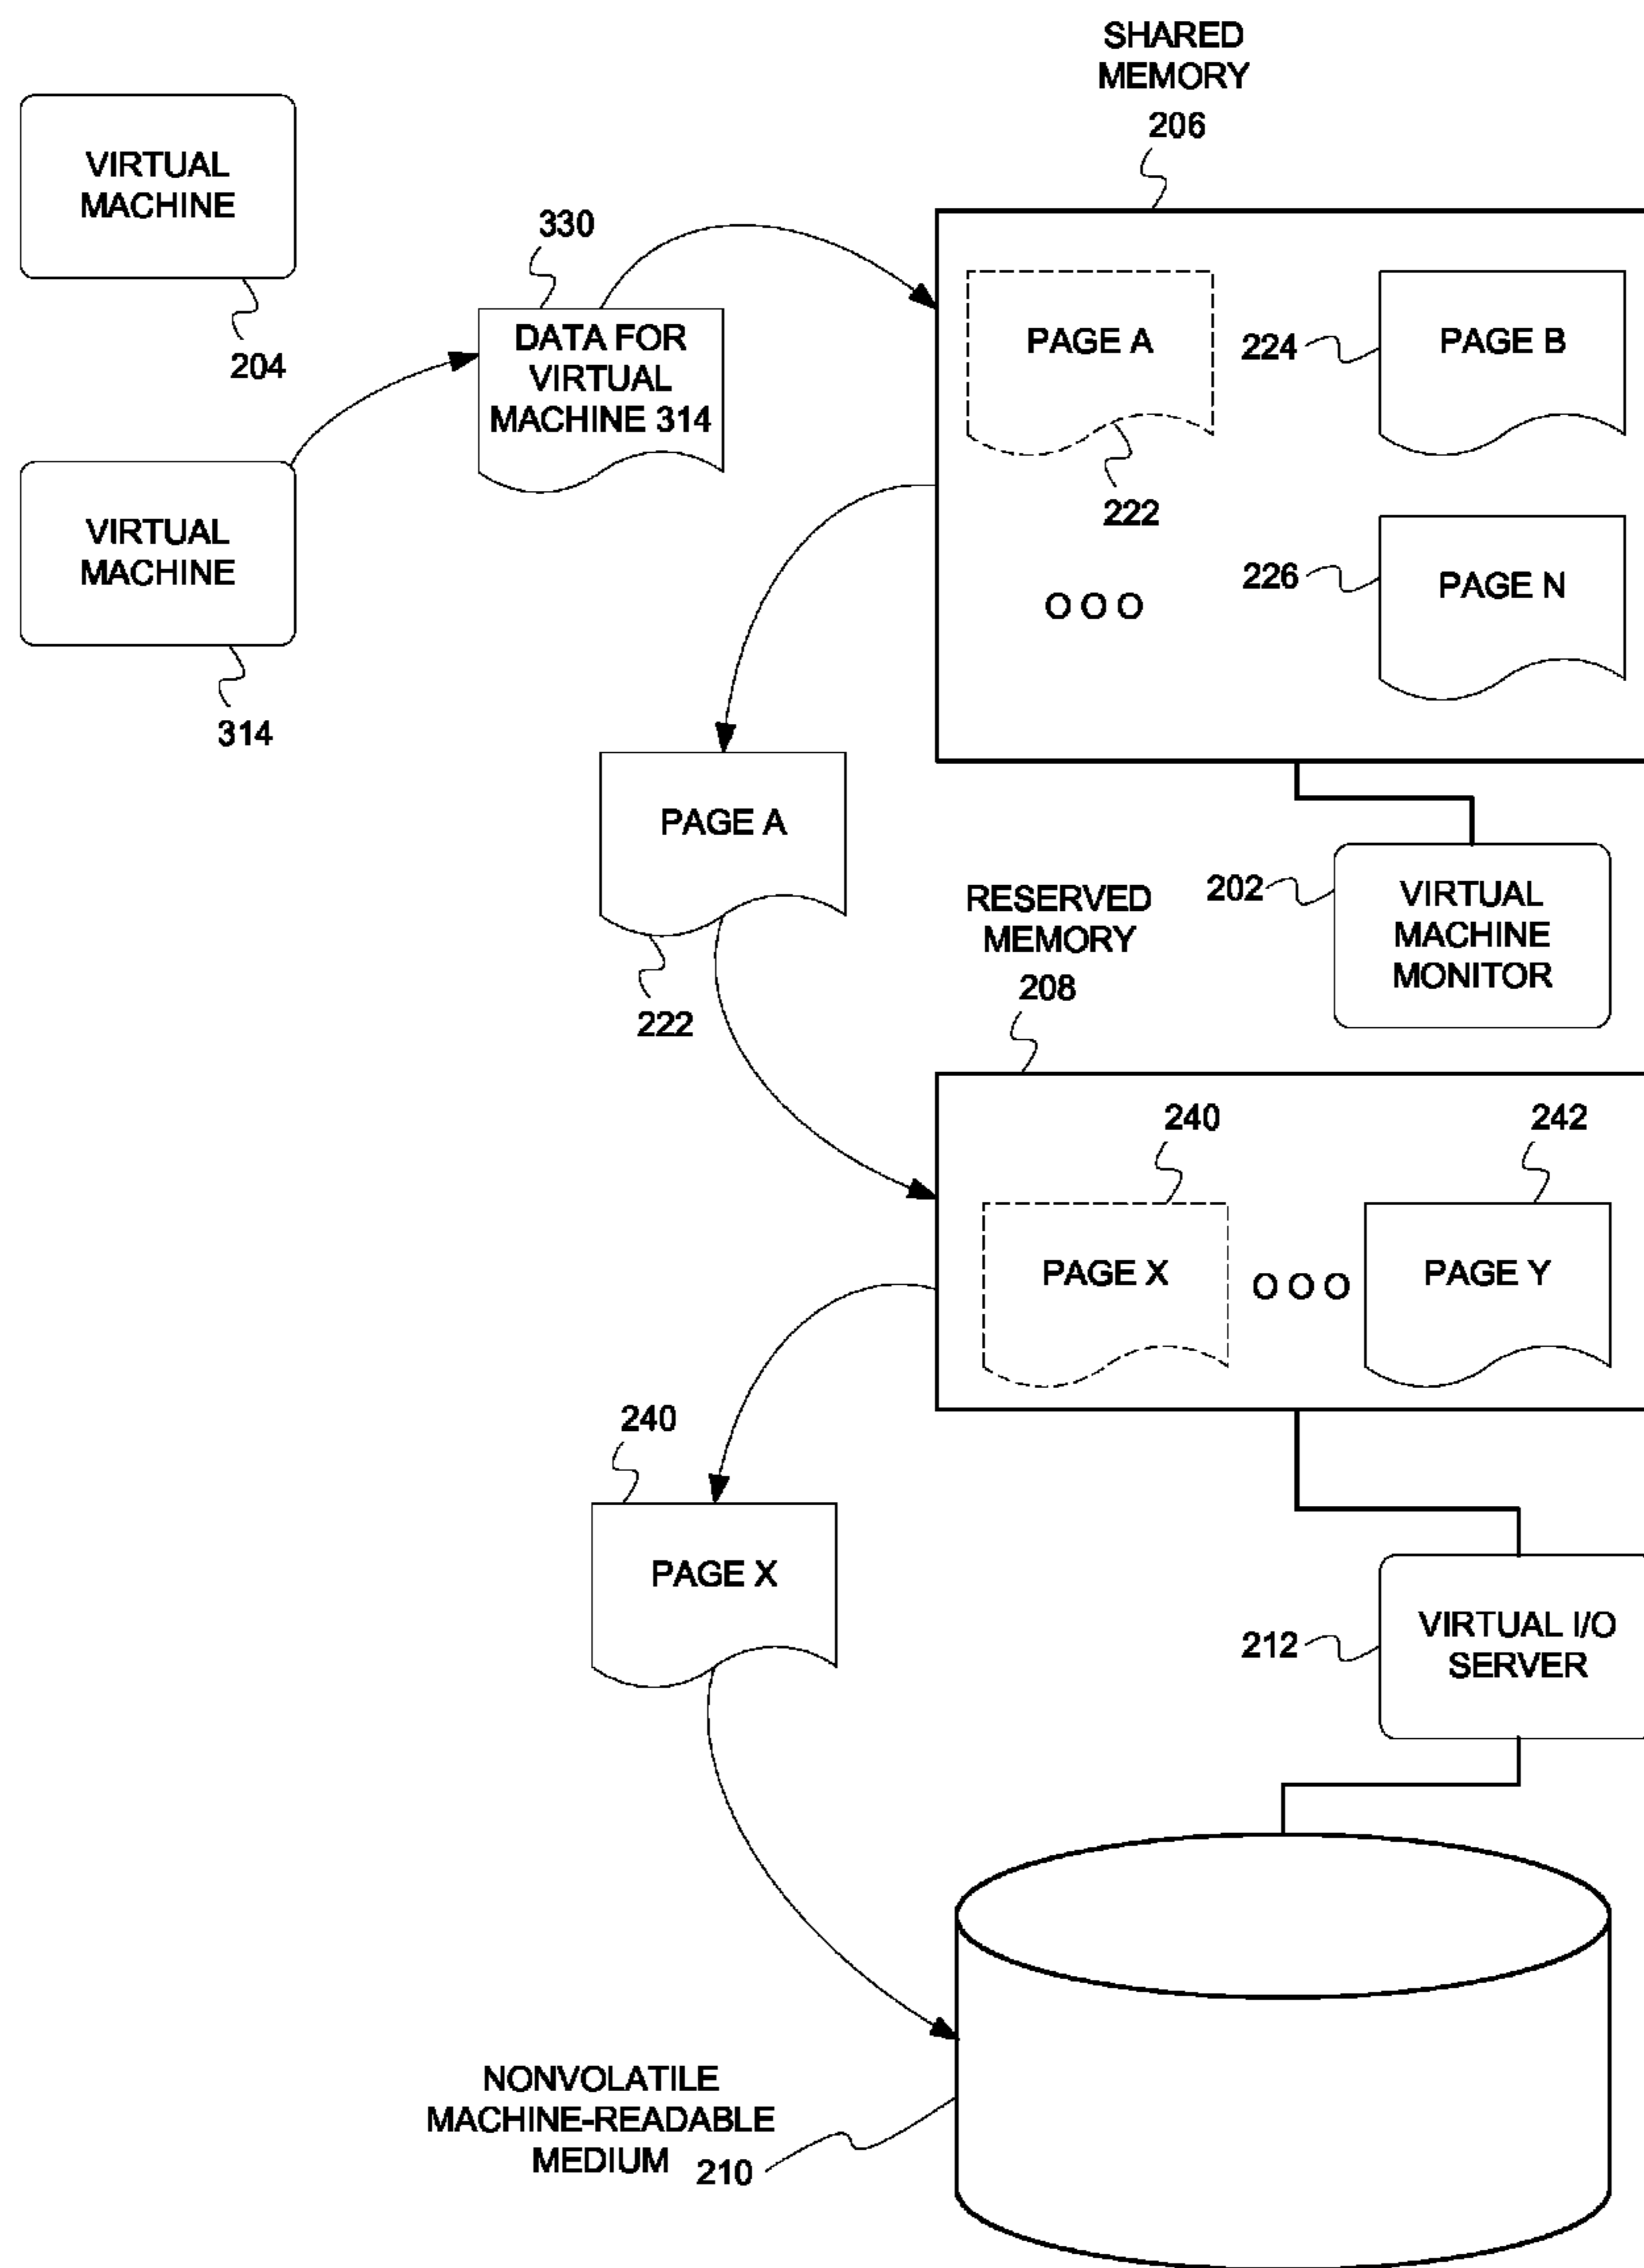 SHARED
MEMORY
206
VIRTUAL
MACHINE
204
330
DATA FOR
VIRTUAL
MACHINE 314
PAGE A
222
224
PAGE B
VIRTUAL
MACHINE
314
OOO
226
PAGE N
PAGE A
222
202
VIRTUAL
MACHINE
MONITOR
RESERVED
MEMORY
208
240
242
PAGE X
OOO
PAGE Y
240
PAGE X
212
VIRTUAL I/O
SERVER
NONVOLATILE
MACHINE-READABLE
MEDIUM 210